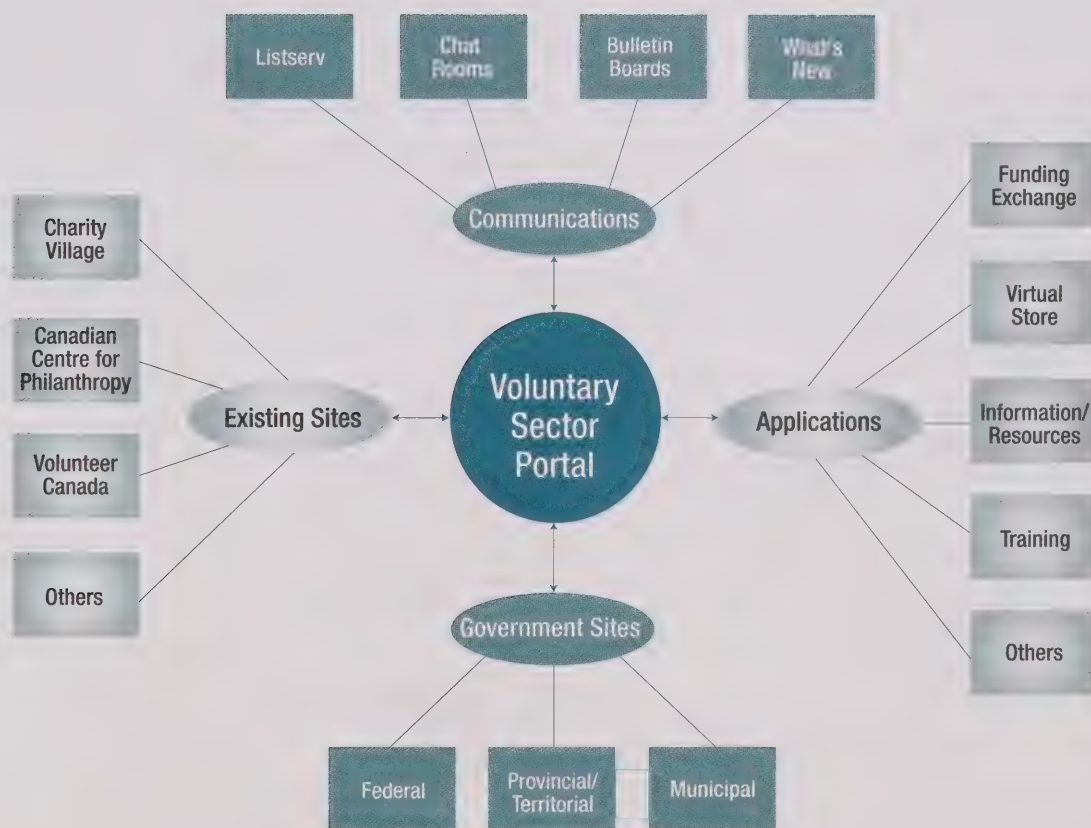 Listserv
Chat
Rooms
Bulletin
Boards
What's
New
Communications
Charity
Village
Canadian
Centre for
Philanthropy
Volunteer
Canada
Others
Existing Sites
Voluntary
Sector
Portal
Applications
Funding
Exchange
Virtual
Store
Information/
Resources
Training
Others
Government Sites
Federal
Provincial/
Territorial
Municipal